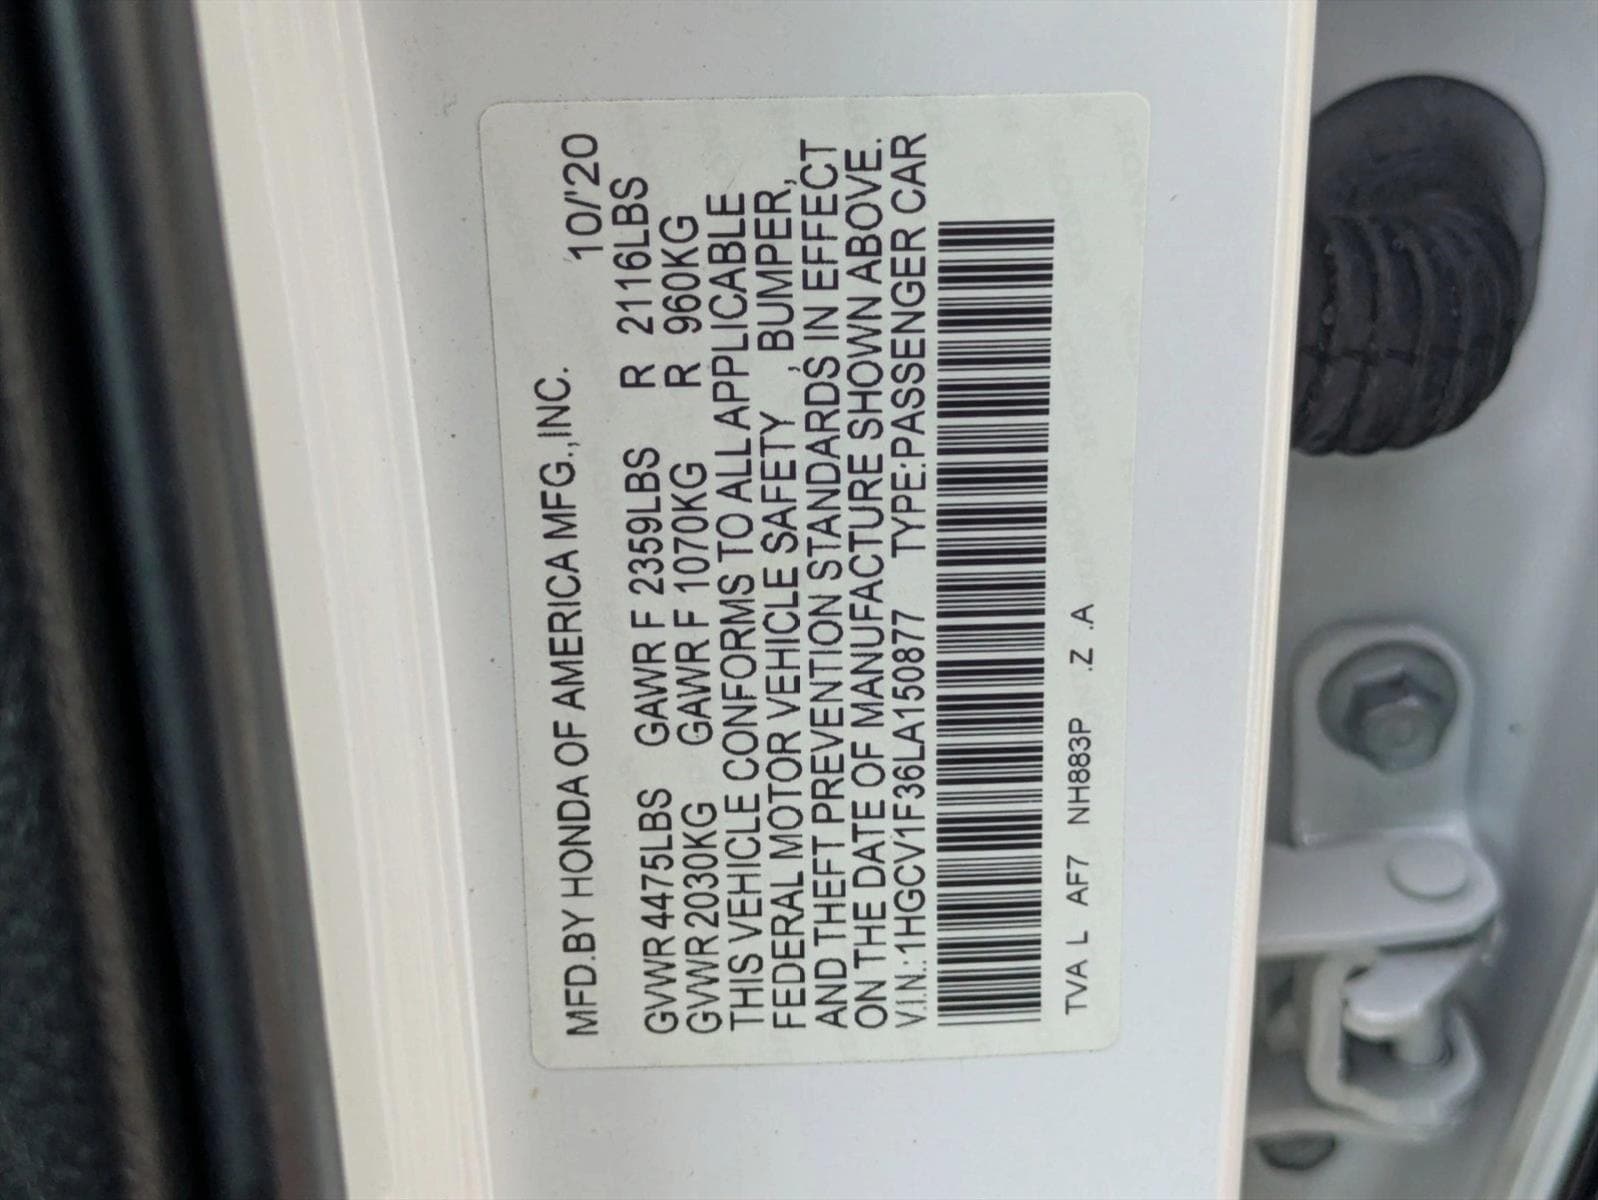 MFD.BY HONDA OF AMERICA MFG.,INC. 10/'20
GVWR 4475LBS GAWR F 2359LBS R 2116LBS
GVWR 2030KG GAWR F 1070KG R 960KG
THIS VEHICLE CONFORMS TO ALL APPLICABLE
FEDERAL MOTOR VEHICLE SAFETY , BUMPER,
AND THEFT PREVENTION STANDARDS IN EFFECT
ON THE DATE OF MANUFACTURE SHOWN ABOVE.
V.I.N.:1HGCV1F36LA150877 TYPE:PASSENGER CAR
TVA L AF7 NH883P .Z .A